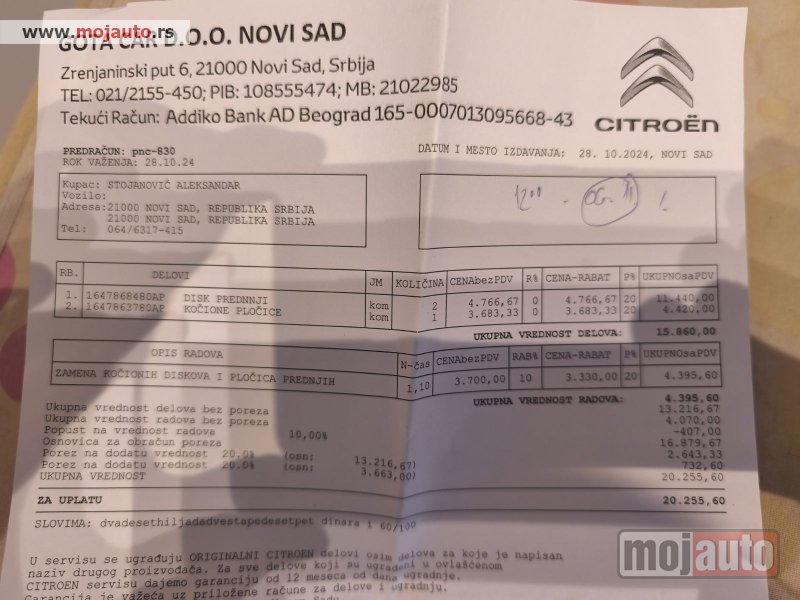 www.mojauto.rs
GOTA CAR D.O.O. NOVI SAD
Zrenjaninski put 6, 21000 Novi Sad, Srbija
TEL: 021/2155-450; PIB: 108555474; MB: 21022985
Tekući Račun: Addiko Bank AD Beograd 165-0007013095668-43
CITROËN
PREDRAČUN: pnc-830
ROK VAŽENJA: 28.10.24
DATUM I MESTO IZDAVANJA: 28. 10.2024, NOVI SAD
Kupac: STOJANOVIĆ ALEKSANDAR
Vozilo:
Adresa: 21000 NOVI SAD, REPUBLIKA SRBIJA
21000 NOVI SAD, REPUBLIKA SRBIJA
Tel: 064/6317-415
1200 - 06. 11. !
RB. DELOVI JM KOLIČINA CENAbezPDV R% CENA-RABAT P% UKUPNOsaPDV
1. 1647868480AP DISK PREDNNJI kom 2 4.766,67 0 4.766,67 20 11.440,00
2. 1647863780AP KOČIONE PLOČICE kom 1 3.683,33 0 3.683,33 20 4.420,00
UKUPNA VREDNOST DELOVA: 15.860,00
OPIS RADOVA N-čas CENAbezPDV RAB% CENA-RABAT P% UKUPNOsaPDV
ZAMENA KOČIONIH DISKOVA I PLOČICA PREDNJIH 1,10 3.700,00 10 3.330,00 20 4.395,60
UKUPNA VREDNOST RADOVA: 4.395,60
Ukupna vrednost delova bez poreza 13.216,67
Ukupna vrednost radova bez poreza 4.070,00
Popust na vrednost radova 10,00% -407,00
Osnovica za obračun poreza 16.879,67
Porez na dodatu vrednost 20.0% (osn: 13.216,67) 2.643,33
Porez na dodatu vrednost 20.0% (osn: 3.663,00) 732,60
UKUPNA VREDNOST 20.255,60
ZA UPLATU 20.255,60
SLOVIMA: dvadesethiljadadvestapedesetpet dinara i 60/100
U servisu se ugrađuju ORIGINALNI CITROEN delovi osim delova za koje je napisan
naziv drugog proizvođača. Za sve delove koji su ugrađeni u ovlašćenom
CITROEN servisu dajemo garanciju od 12 meseca od dana ugradnje.
Garancija je važeća uz priložene račune za delove i ugradnju.
mojauto